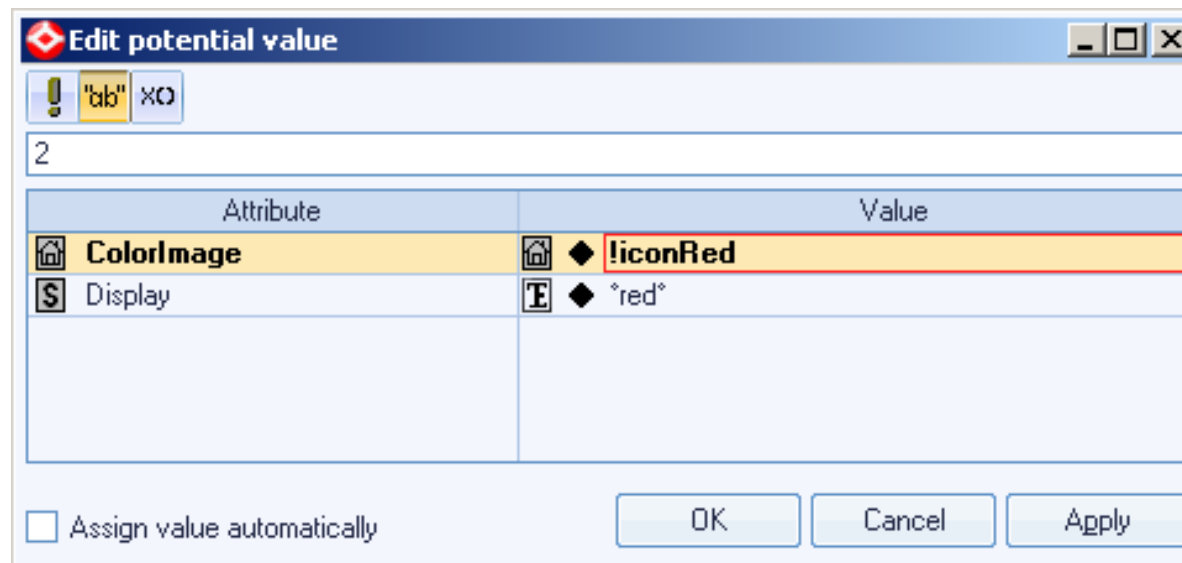 Edit potential value
"ab" XO
2
Attribute Value
ColorImage !iconRed
S Display T *red*
Assign value automatically OK Cancel Apply